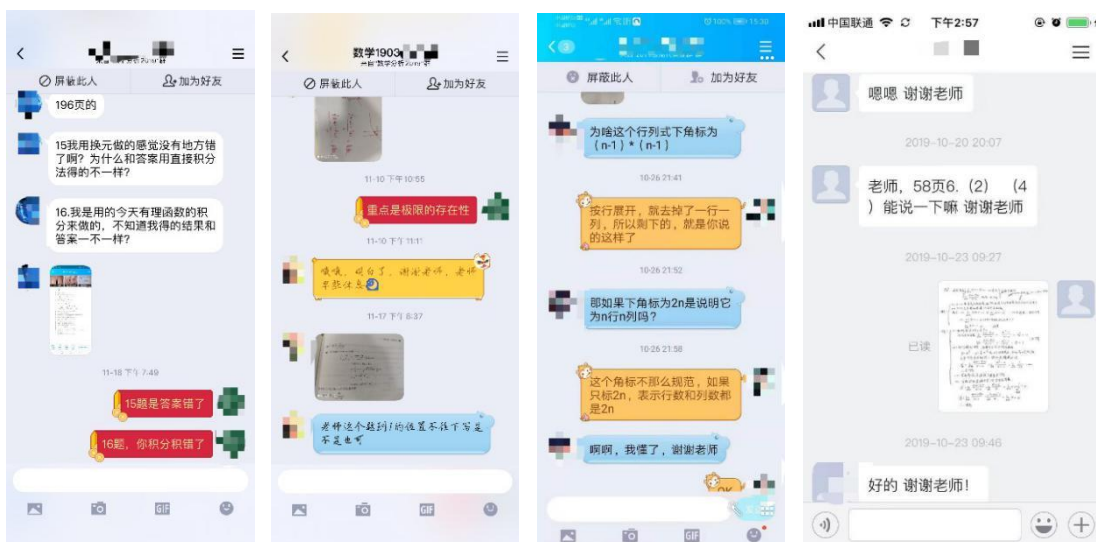 屏蔽此人
加为好友
196页的
15我用换元做的感觉没有地方错
了啊？为什么和答案用直接积分
法得的不一样？
16.我是用的今天有理函数的积
分来做的，不知道我得的结果和
答案一不一样？
11-18 下午 7:49
15题是答案错了
16题，你积分积错了
GIF
数学1903
屏蔽此人
加为好友
11-10 下午 10:55
重点是极限的存在性
11-10 下午 11:11
哦哦，明白了，谢谢老师，老师
早些休息
11-17 下午 8:37
老师这个题到1的位置不往下写是
不是也可
GIF
3
15:30
屏蔽此人
加为好友
为啥这个行列式下角标为
（n-1）*（n-1）
10-26 21:41
按行展开，就去掉了一行一
列，所以剩下的，就是你说
的这样了
10-26 21:52
那如果下角标为2n是说明它
为n行n列吗？
10-26 21:58
这个角标不那么规范，如果
只标2n，表示行数和列数都
是2n
啊啊，我懂了，谢谢老师
OK
GIF
中国联通
下午2:57
嗯嗯 谢谢老师
2019-10-20 20:07
老师，58页6.（2） （4
）能说一下嘛 谢谢老师
2019-10-23 09:27
已读
2019-10-23 09:46
好的 谢谢老师！